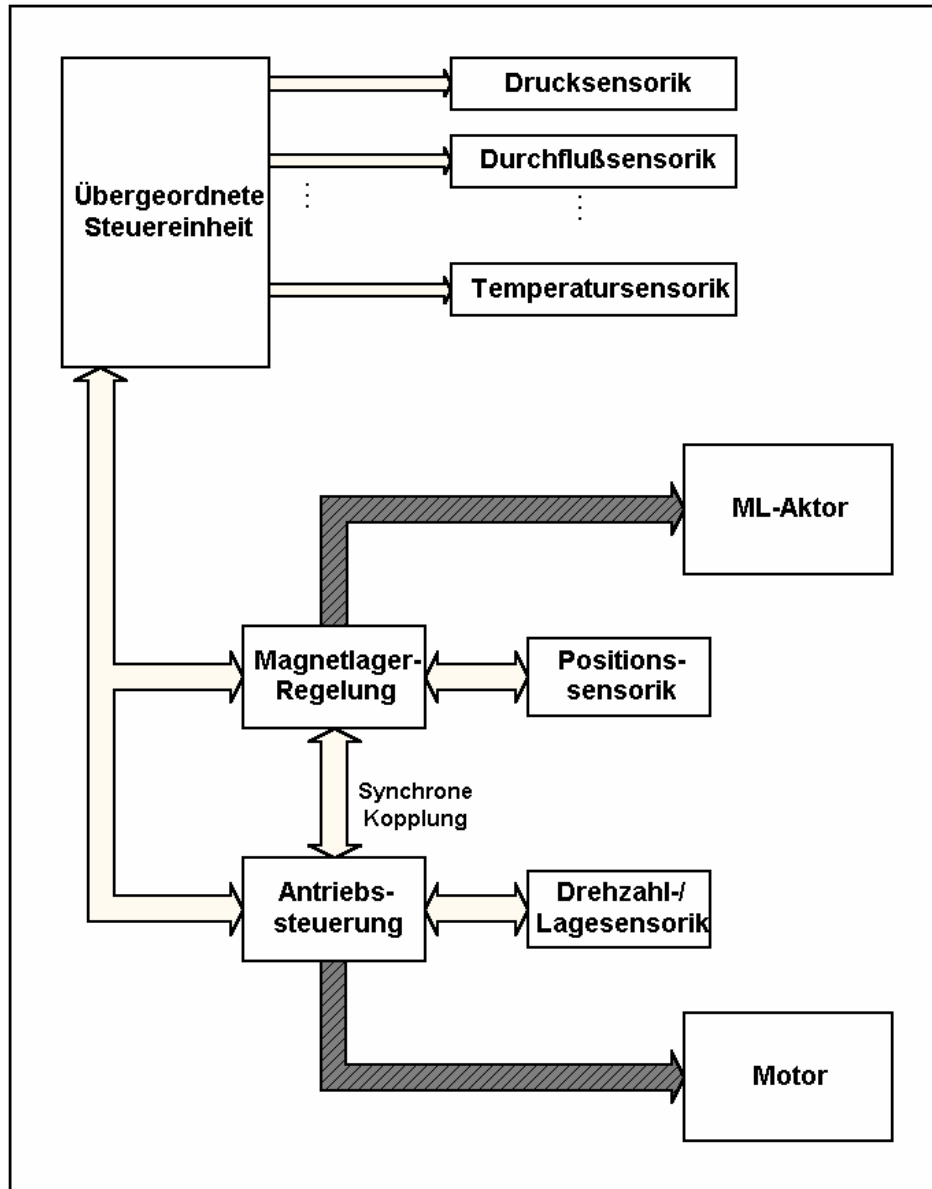 Drucksensorik
Durchflußsensorik
Übergeordnete
Steuereinheit
Temperatursensorik
ML-Aktor
Magnetlager-
Regelung
Positions-
sensorik
Synchrone
Kopplung
Antriebs-
steuerung
Drehzahl-/
Lagesensorik
Motor